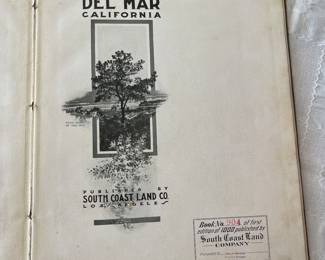 DEL MAR
CALIFORNIA
PUBLISHED BY
SOUTH COAST LAND CO.
LOS ANGELES
Book No. 904 of first
edition of 1000 published by
South Coast Land
COMPANY